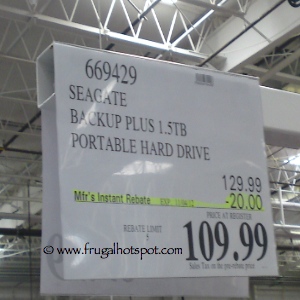 669429
SEAGATE
BACKUP PLUS 1.5TB
PORTABLE HARD DRIVE
129.99
Mfr's Instant Rebate
-20.00
PRICE AT REGISTER
REBATE LIMIT
109.99
www.frugalhotspot.com